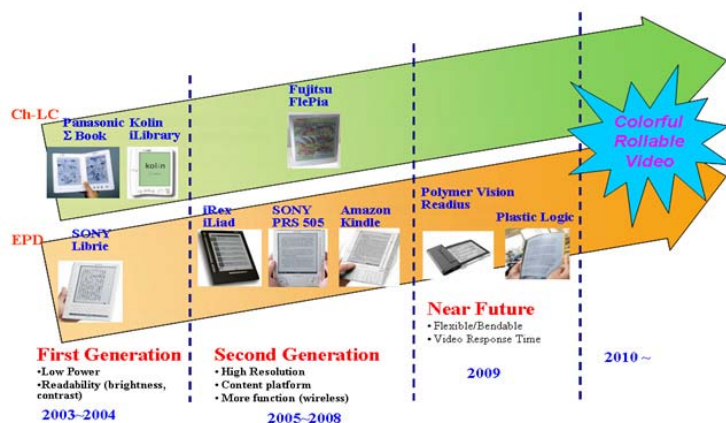 Ch-LC
Panasonic
Σ Book
Kolin
iLibrary
kolin
Fujitsu
FlePia
Colorful
Rollable
Video
EPD
SONY
Librie
iRex
iLiad
SONY
PRS 505
Amazon
Kindle
Polymer Vision
Readius
Plastic Logic
First Generation
•Low Power
•Readability (brightness,
contrast)
2003~2004
Second Generation
• High Resolution
• Content platform
• More function (wireless)
2005~2008
Near Future
• Flexible/Bendable
• Video Response Time
2009
2010 ~